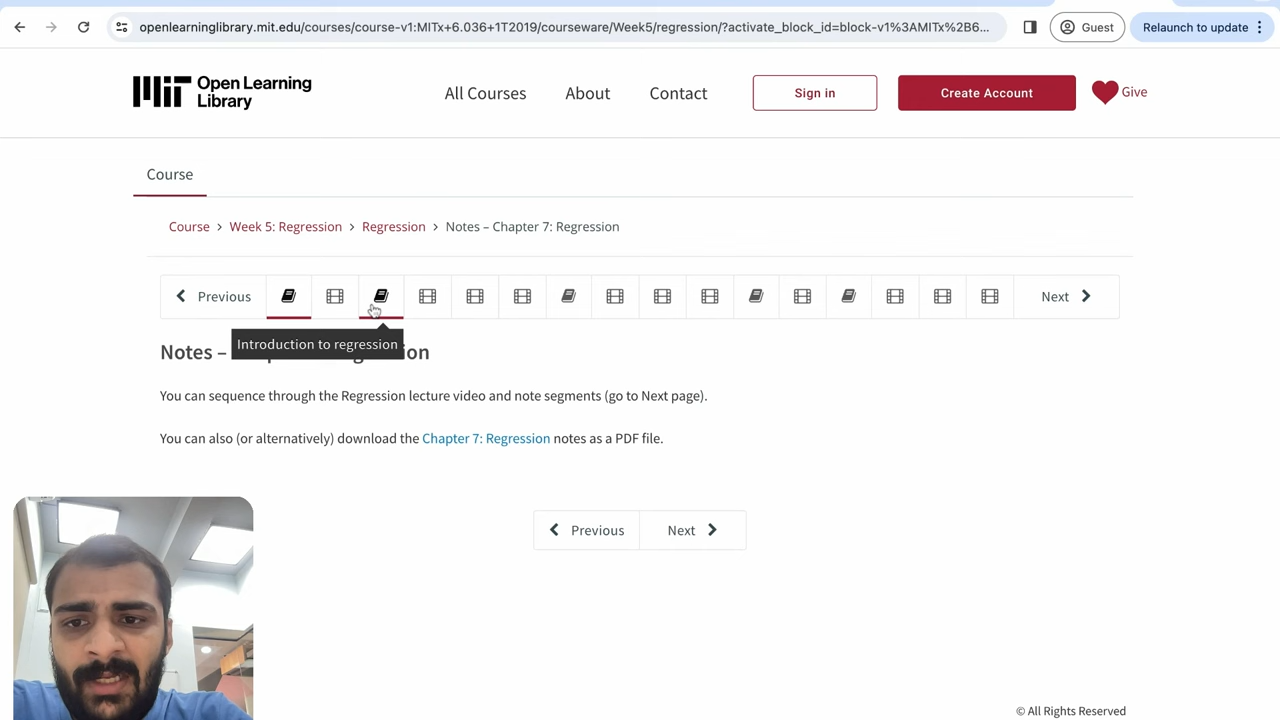 openlearninglibrary.mit.edu/courses/course-v1:MITx+6.036+1T2019/courseware/Week5/regression/?activate_block_id=block-v1%3AMITx%2B6...
Guest
Relaunch to update
MIT Open Learning
Library
All Courses
About
Contact
Sign in
Create Account
Give
Course
Course > Week 5: Regression > Regression > Notes – Chapter 7: Regression
Previous
Next
Introduction to regression
Notes –
You can sequence through the Regression lecture video and note segments (go to Next page).
You can also (or alternatively) download the Chapter 7: Regression notes as a PDF file.
Previous
Next
© All Rights Reserved